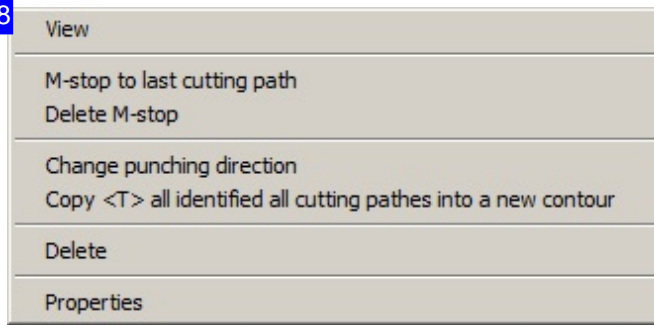 8
View
M-stop to last cutting path
Delete M-stop
Change punching direction
Copy <T> all identified all cutting pathes into a new contour
Delete
Properties